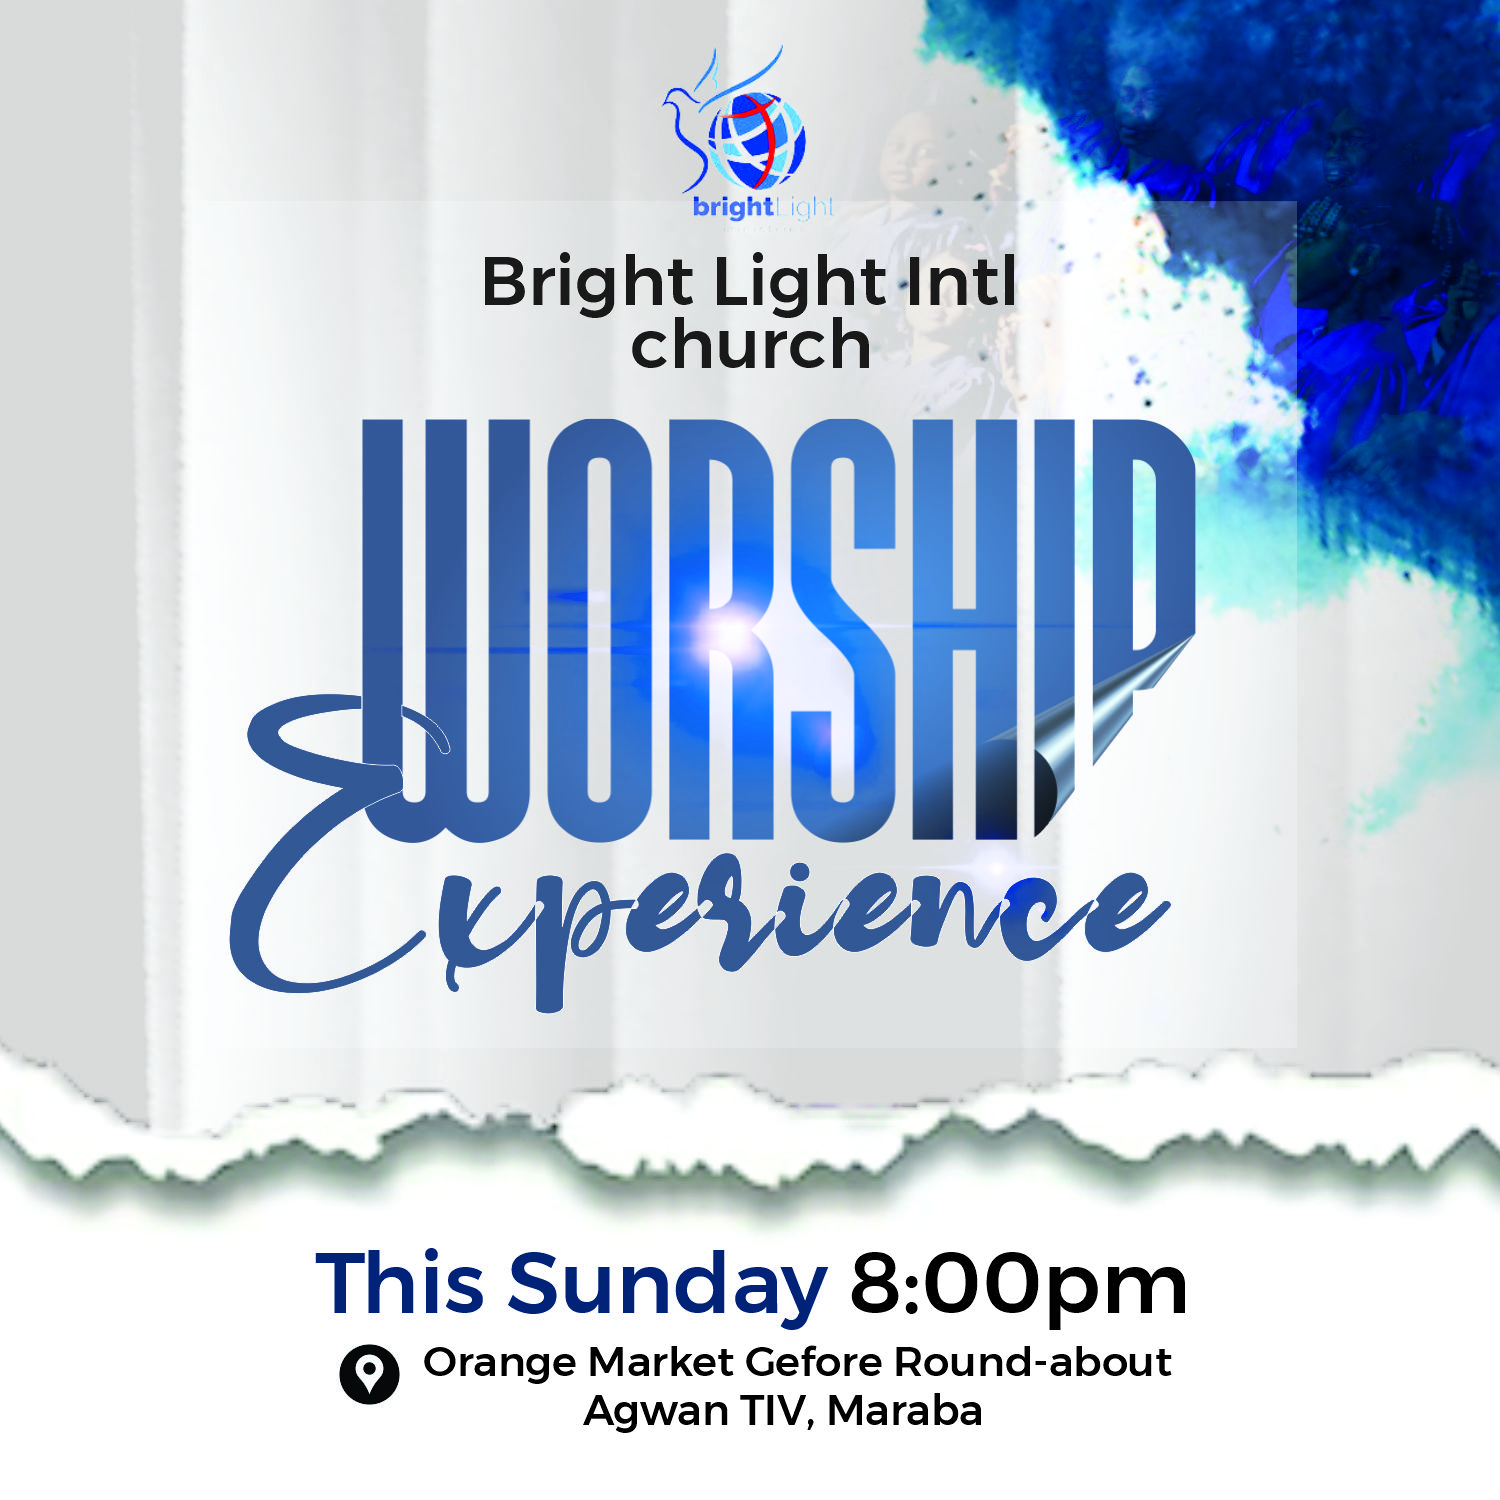 brightLight
ministries
Bright Light Intl
church
WORSHIP
Experience
This Sunday 8:00pm
Orange Market Gefore Round-about
Agwan TIV, Maraba